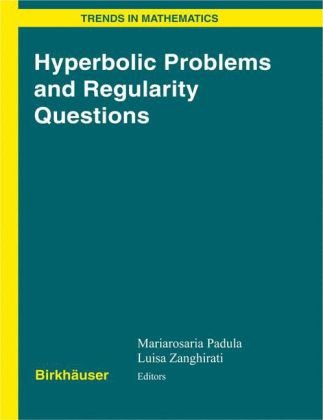 TRENDS IN MATHEMATICS
Hyperbolic Problems
and Regularity
Questions
Mariarosaria Padula
Luisa Zanghirati
Birkhäuser
Editors